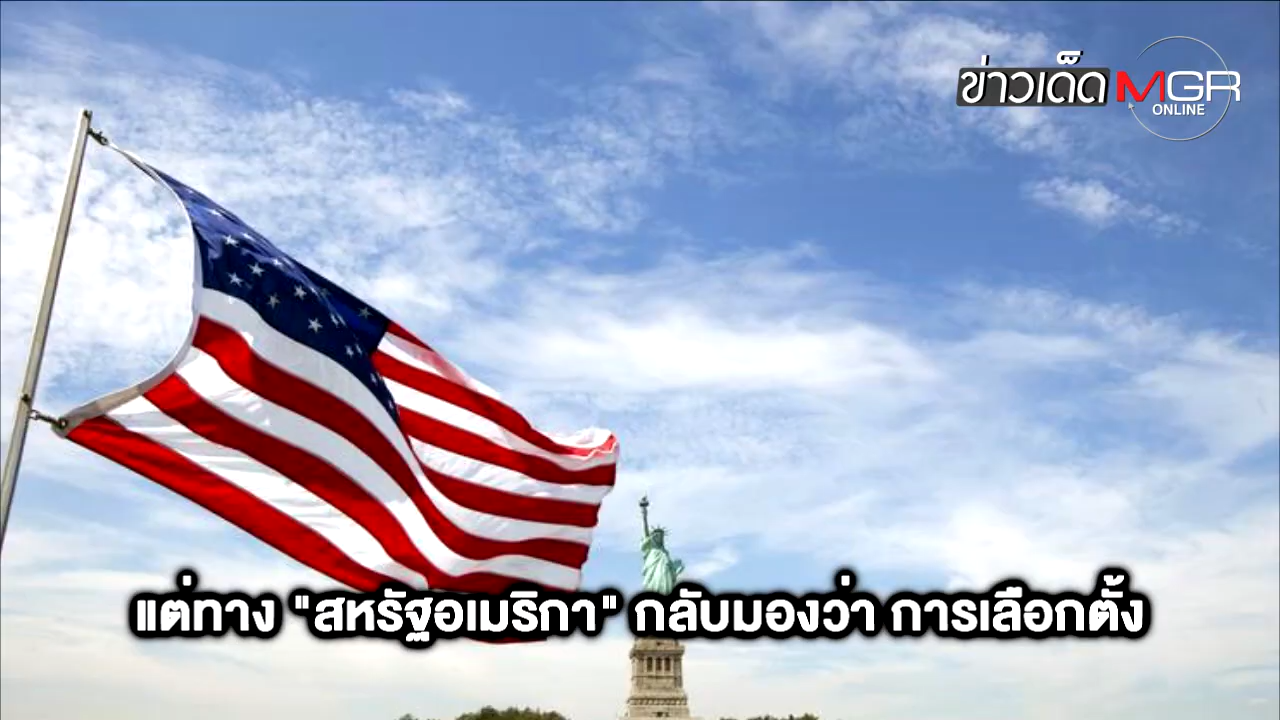 ข่าวเด็ด MGR
ONLINE
แต่ทาง "สหรัฐอเมริกา" กลับมองว่า การเลือกตั้ง